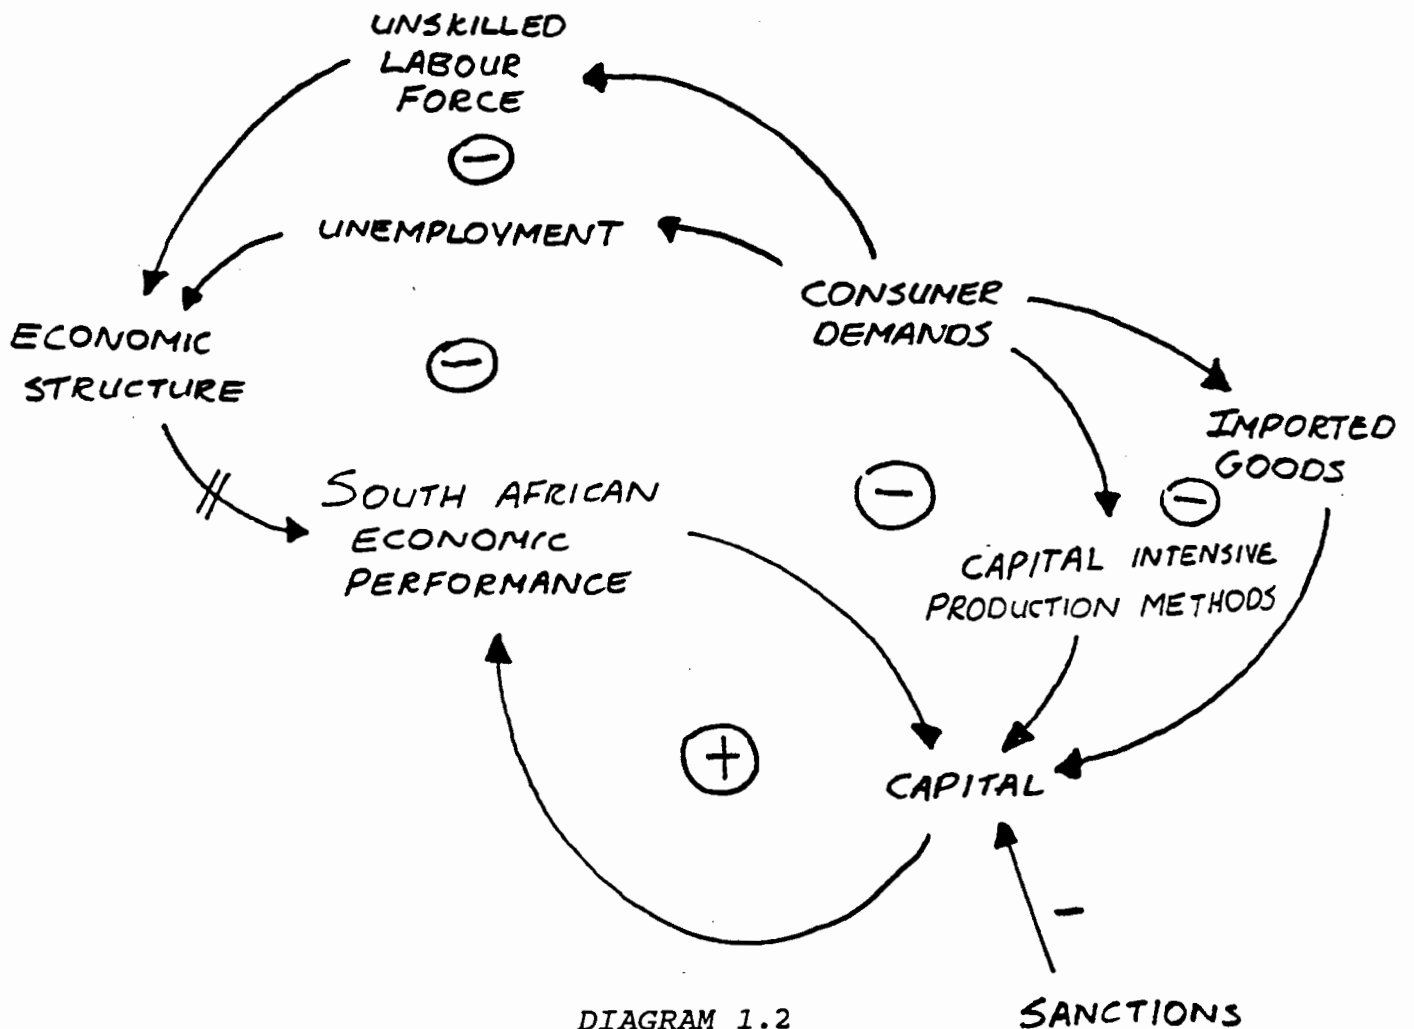 UNSKILLED
LABOUR
FORCE
−
UNEMPLOYMENT
CONSUMER
DEMANDS
ECONOMIC
STRUCTURE
−
IMPORTED
GOODS
SOUTH AFRICAN
ECONOMIC
PERFORMANCE
−
−
CAPITAL INTENSIVE
PRODUCTION METHODS
+
CAPITAL
−
SANCTIONS
DIAGRAM 1.2